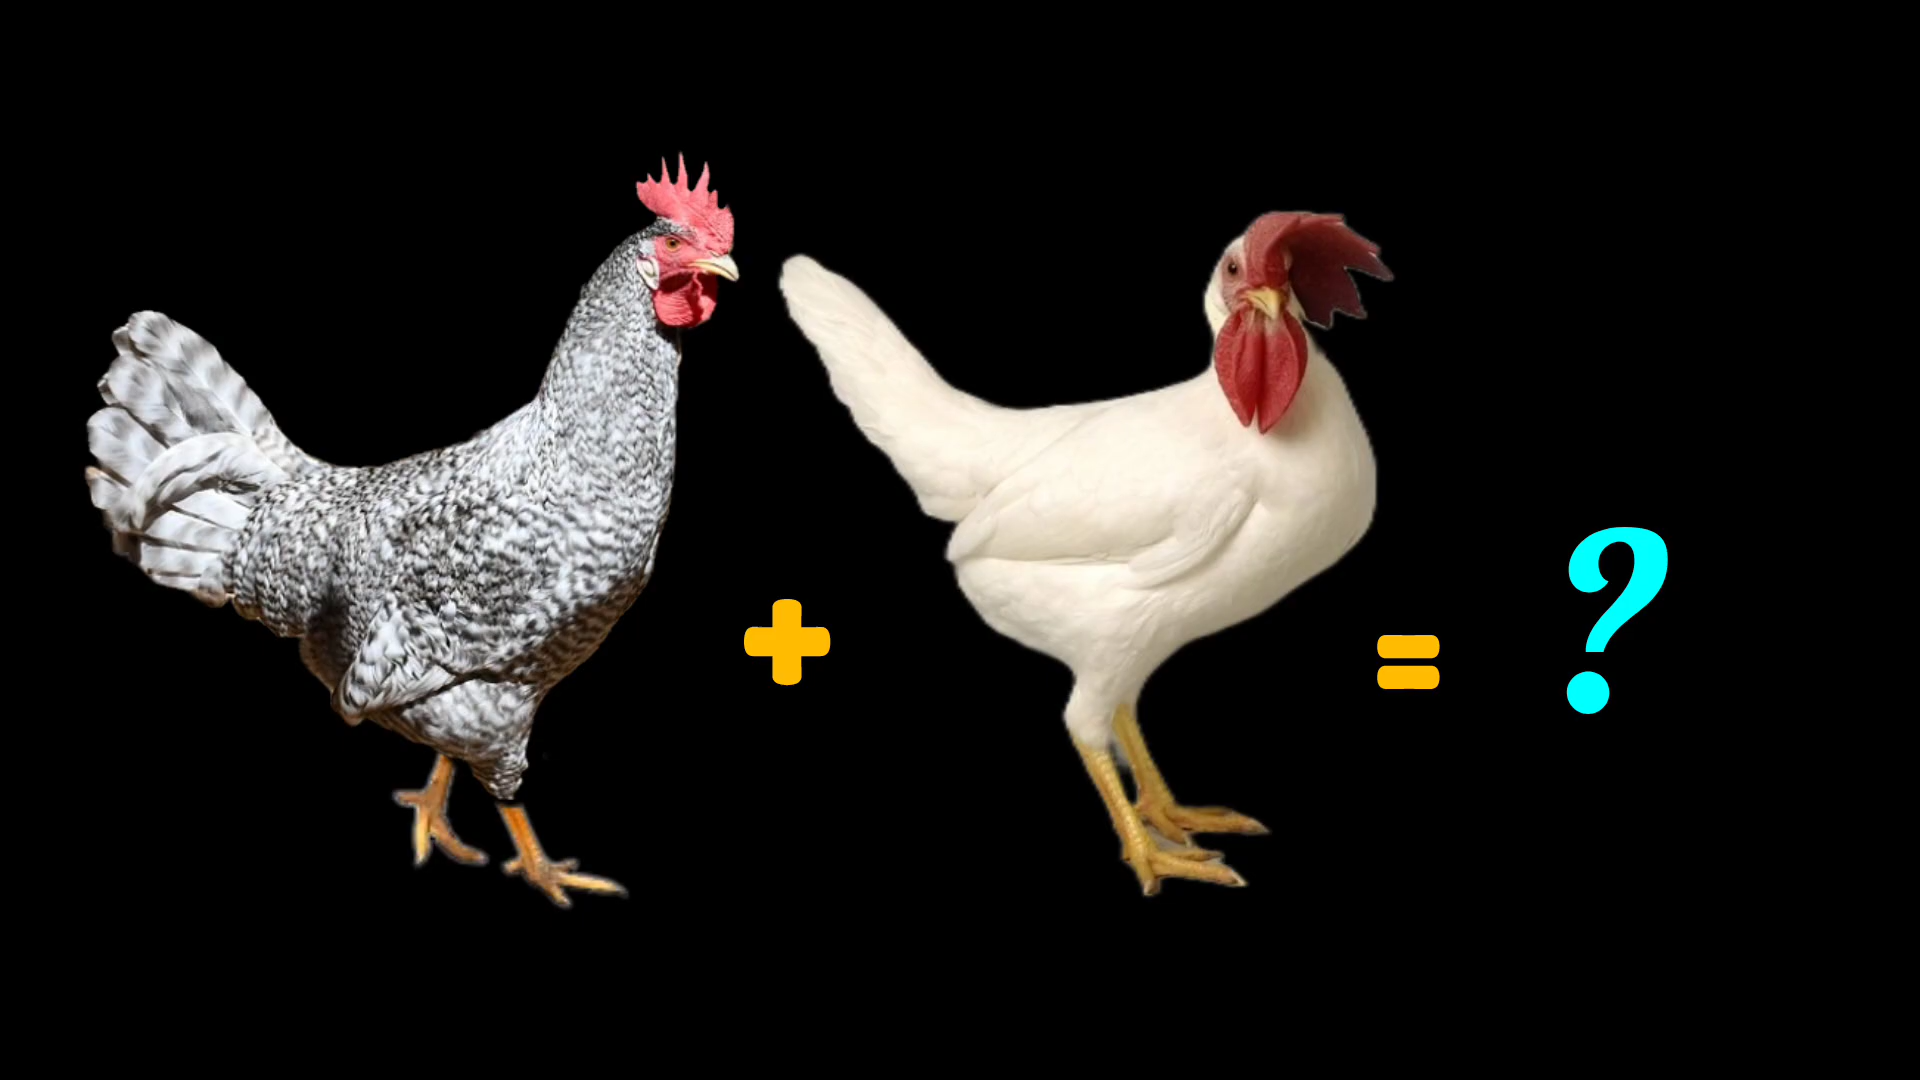 + = ?